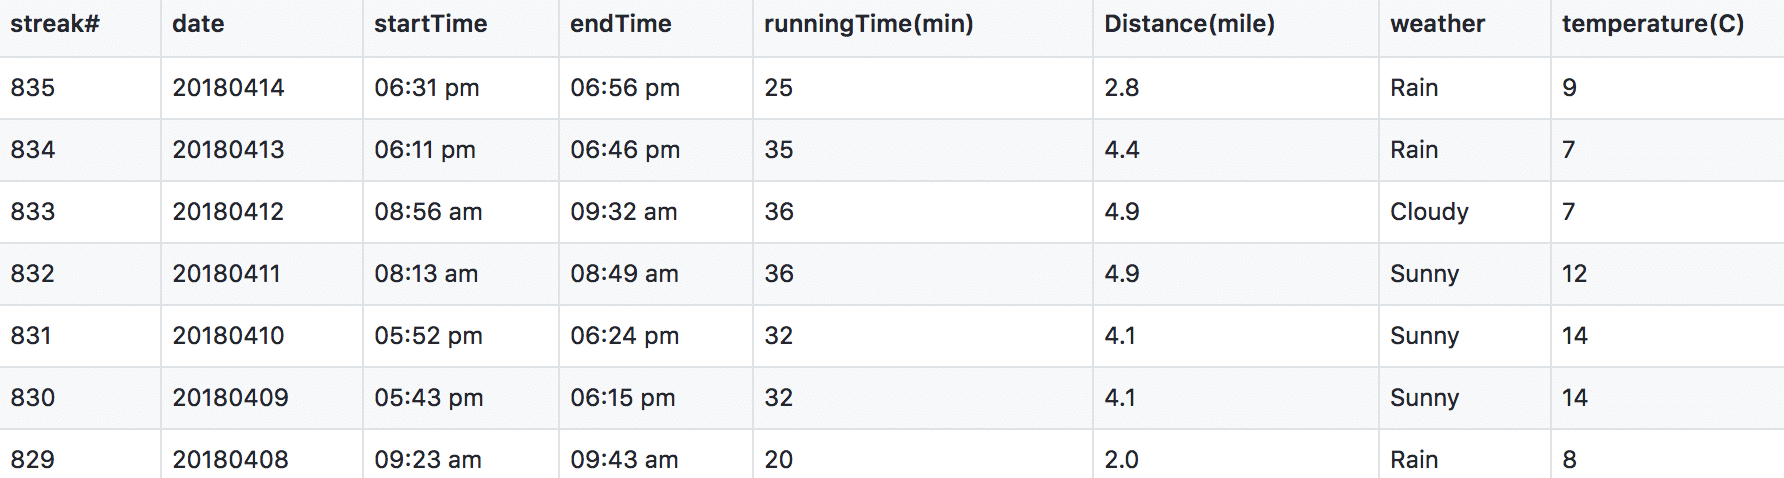 streak# date startTime endTime runningTime(min) Distance(mile) weather temperature(C)
835 20180414 06:31 pm 06:56 pm 25 2.8 Rain 9
834 20180413 06:11 pm 06:46 pm 35 4.4 Rain 7
833 20180412 08:56 am 09:32 am 36 4.9 Cloudy 7
832 20180411 08:13 am 08:49 am 36 4.9 Sunny 12
831 20180410 05:52 pm 06:24 pm 32 4.1 Sunny 14
830 20180409 05:43 pm 06:15 pm 32 4.1 Sunny 14
829 20180408 09:23 am 09:43 am 20 2.0 Rain 8